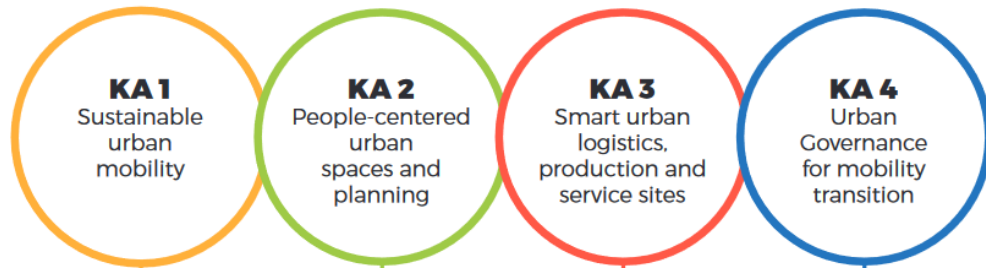 KA 1
Sustainable
urban
mobility
KA 2
People-centered
urban
spaces and
planning
KA 3
Smart urban
logistics,
production and
service sites
KA 4
Urban
Governance
for mobility
transition